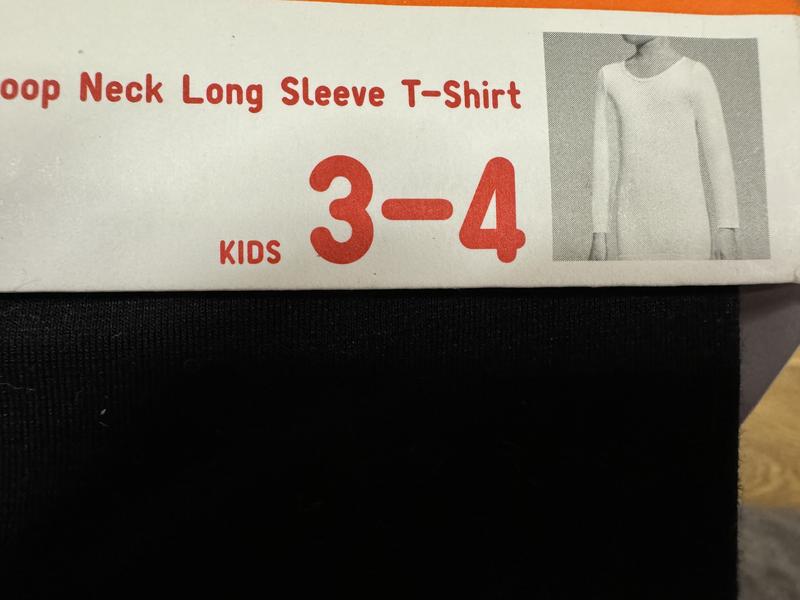 oop Neck Long Sleeve T-Shirt
KIDS 3-4